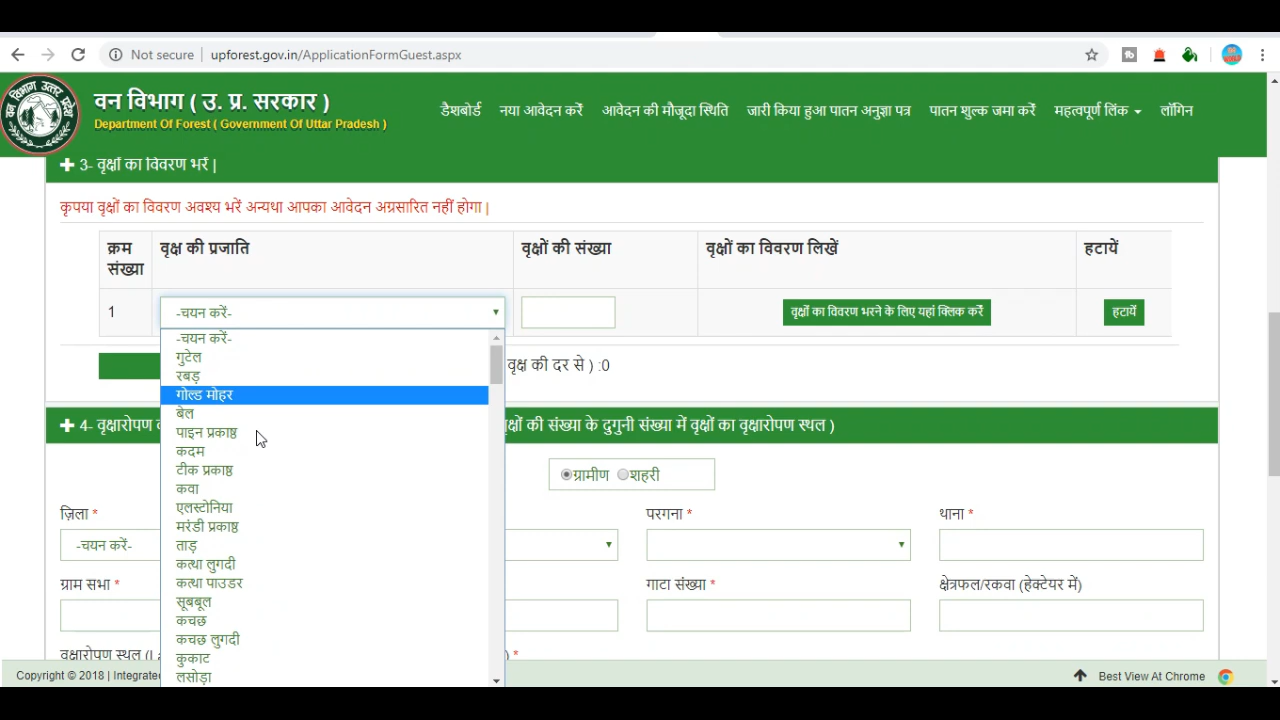 Not secure | upforest.gov.in/ApplicationFormGuest.aspx
वन विभाग ( उ. प्र. सरकार )
Department Of Forest ( Government Of Uttar Pradesh )
डैशबोर्ड नया आवेदन करें आवेदन की मौजूदा स्थिति जारी किया हुआ पातन अनुज्ञा पत्र पातन शुल्क जमा करें महत्वपूर्ण लिंक लॉगिन
3- वृक्षों का विवरण भरें |
कृपया वृक्षों का विवरण अवश्य भरें अन्यथा आपका आवेदन अग्रसारित नहीं होगा |
क्रम संख्या वृक्ष की प्रजाति वृक्षों की संख्या वृक्षों का विवरण लिखें हटायें
1 -चयन करें- वृक्षों का विवरण भरने के लिए यहां क्लिक करें हटायें
-चयन करें-
गुटेल
रबड़
वृक्ष की दर से ) :0
गोल्ड मोहर
बेल
4- वृक्षारोपण क्षों की संख्या के दुगुनी संख्या में वृक्षों का वृक्षारोपण स्थल )
पाइन प्रकाष्ठ
कदम
टीक प्रकाष्ठ
ग्रामीण शहरी
कवा
एलस्टोनिया
ज़िला * परगना * थाना *
मरंडी प्रकाष्ठ
ताड़
-चयन करें-
कत्था लुगदी
कत्था पाउडर
ग्राम सभा * गाटा संख्या * क्षेत्रफल/रकवा (हेक्टेयर में)
सूबबूल
कचछ
कचछ लुगदी
कुकाट
वृक्षारोपण स्थल (La ) *
लसोड़ा
Copyright © 2018 | Integrate Best View At Chrome